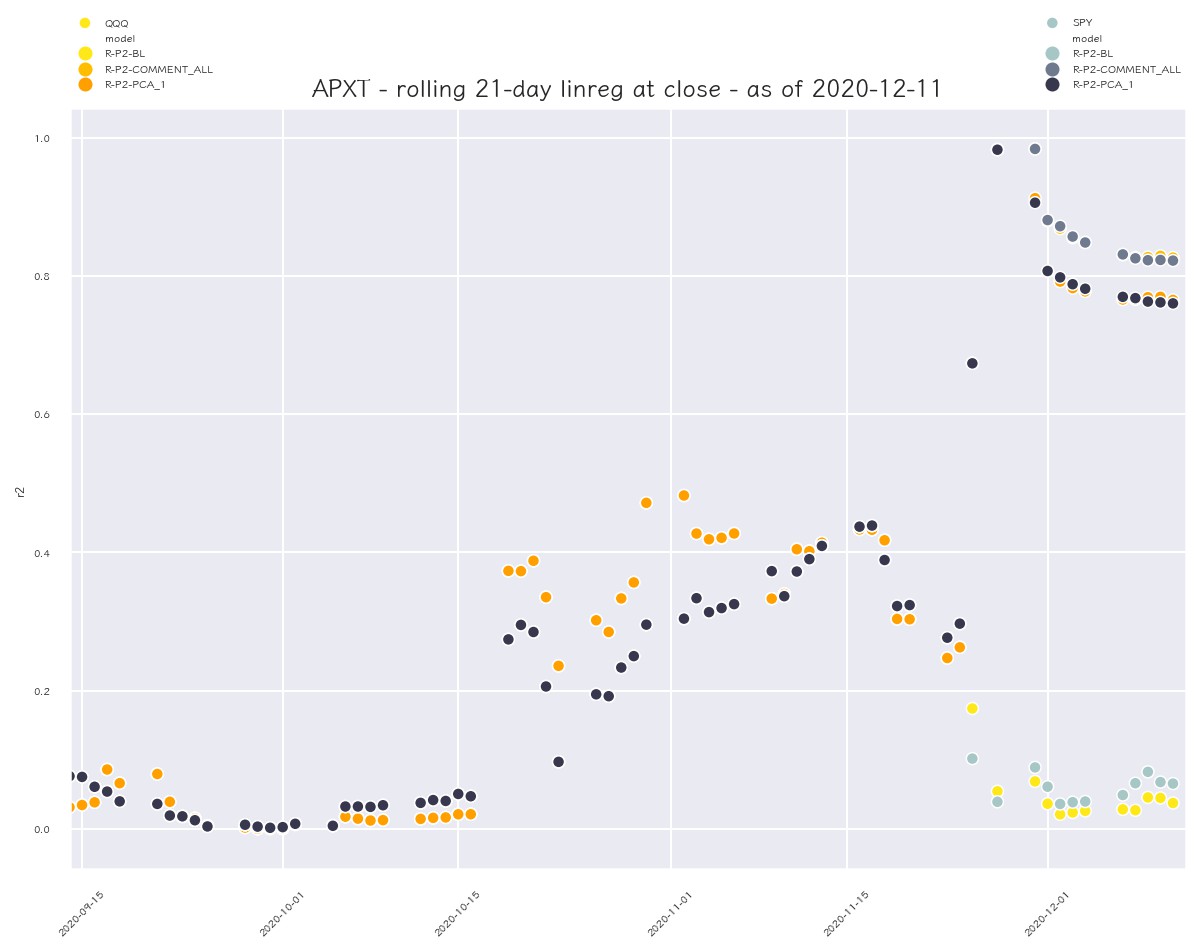 QQQ
model
R-P2-BL
R-P2-COMMENT_ALL
R-P2-PCA_1
SPY
model
R-P2-BL
R-P2-COMMENT_ALL
R-P2-PCA_1
APXT - rolling 21-day linreg at close - as of 2020-12-11
1.0
0.8
0.6
0.4
0.2
0.0
r2
2020-09-15
2020-10-01
2020-10-15
2020-11-01
2020-11-15
2020-12-01